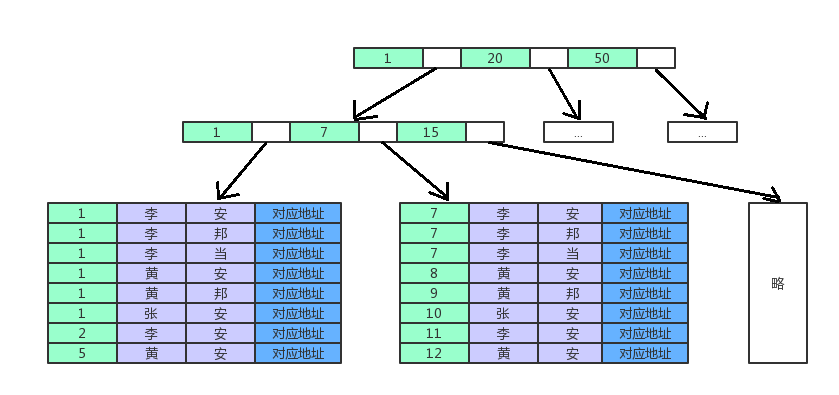 1 20 50
1 7 15 ... ...
1 李 安 对应地址
1 李 邦 对应地址
1 李 当 对应地址
1 黄 安 对应地址
1 黄 邦 对应地址
1 张 安 对应地址
2 李 安 对应地址
5 黄 安 对应地址
7 李 安 对应地址
7 李 邦 对应地址
7 李 当 对应地址
8 黄 安 对应地址
9 黄 邦 对应地址
10 张 安 对应地址
11 李 安 对应地址
12 黄 安 对应地址
略